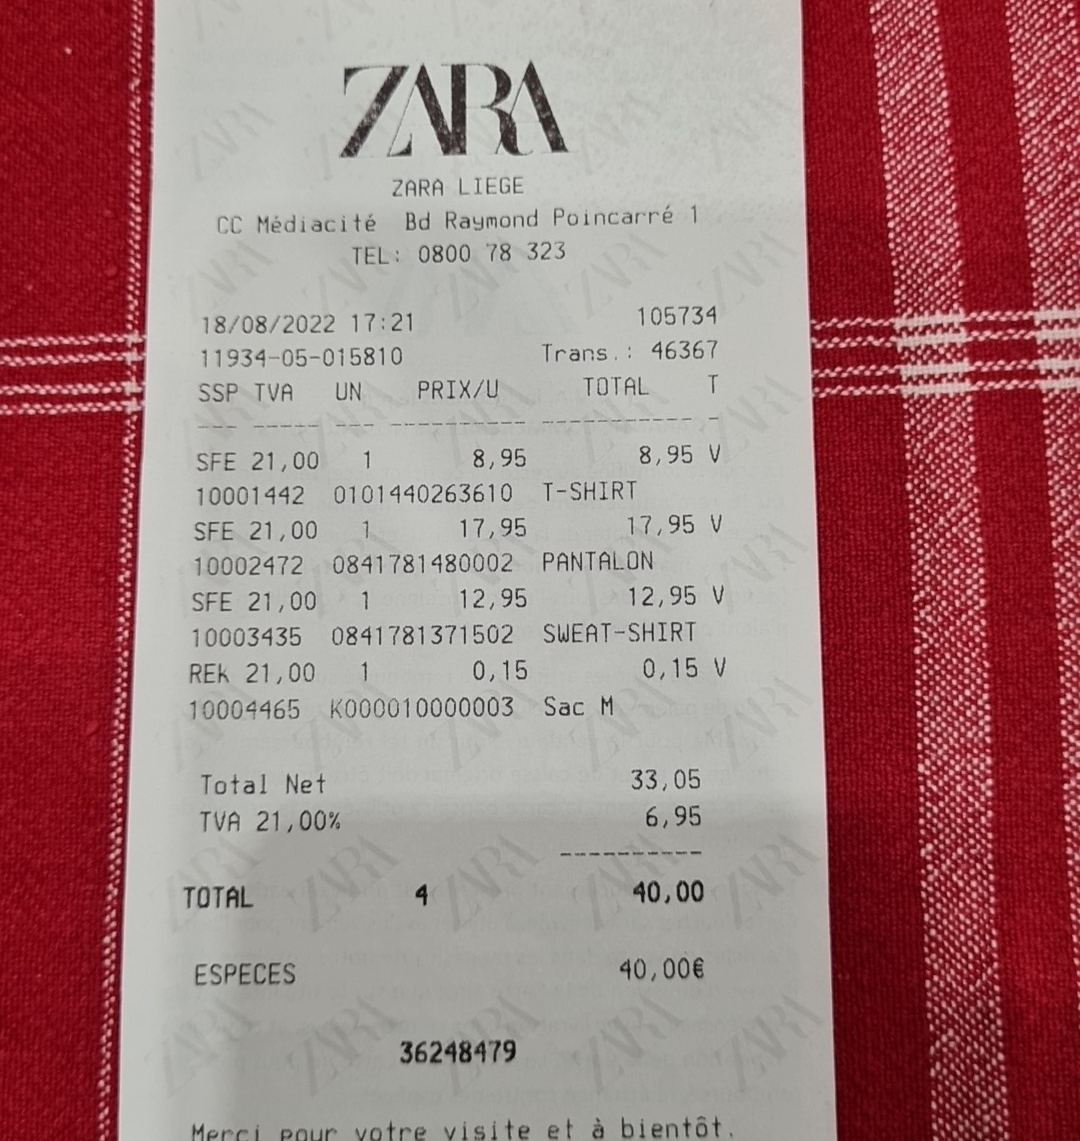 ZARA
ZARA LIEGE
CC Médiacité Bd Raymond Poincarré 1
TEL: 0800 78 323
18/08/2022 17:21 105734
11934-05-015810 Trans.: 46367
SSP TVA UN PRIX/U TOTAL T
--- ----- --- ---------- ------------ -
SFE 21,00 1 8,95 8,95 V
10001442 0101440263610 T-SHIRT
SFE 21,00 1 17,95 17,95 V
10002472 0841781480002 PANTALON
SFE 21,00 1 12,95 12,95 V
10003435 0841781371502 SWEAT-SHIRT
REK 21,00 1 0,15 0,15 V
10004465 K000010000003 Sac M
Total Net 33,05
TVA 21,00% 6,95
----------
TOTAL 4 40,00
ESPECES 40,00€
36248479
Merci pour votre visite et à bientôt.